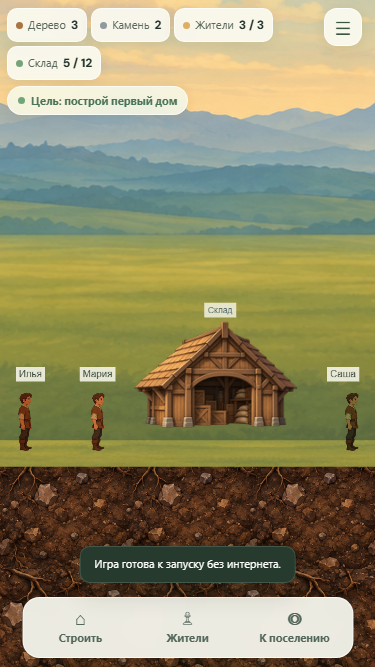 Дерево 3
Камень 2
Жители 3 / 3
Склад 5 / 12
Цель: построй первый дом
Склад
Илья
Мария
Саша
Игра готова к запуску без интернета.
Строить
Жители
К поселению